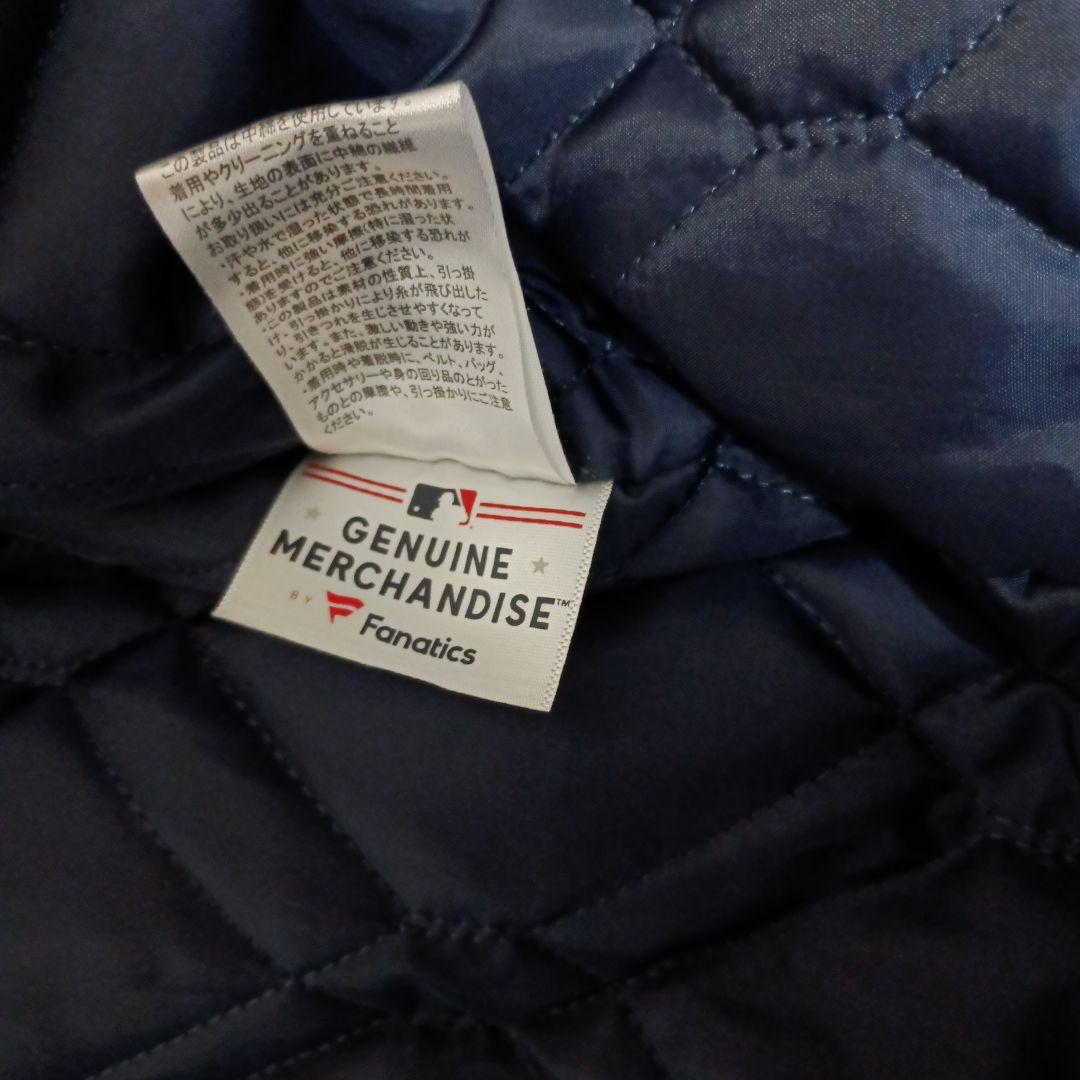 この製品は中綿を使用しています。
着用やクリーニングを重ねること
により、生地の表面に中綿の繊維
が多少出ることがあります。
お取り扱いには充分ご注意ください。
・汗や水で湿った状態で長時間着用
すると、他に移染する恐れがあります。
・着用時に強い摩擦(特に湿った状
態)を受けると、他に移染する恐れが
ありますのでご注意ください。
・この製品は素材の性質上、引っ掛
け、引っ掛かりにより糸が飛び出した
り、引きつれを生じさせやすくなって
います。また、激しい動きや強い力が
かかると滑脱が生じることがあります。
・着用時や着脱時に、ベルト、バッグ、
アクセサリーや身の回り品のとがった
ものとの摩擦や、引っ掛かりにご注意
ください。
GENUINE
MERCHANDISE™
BY Fanatics